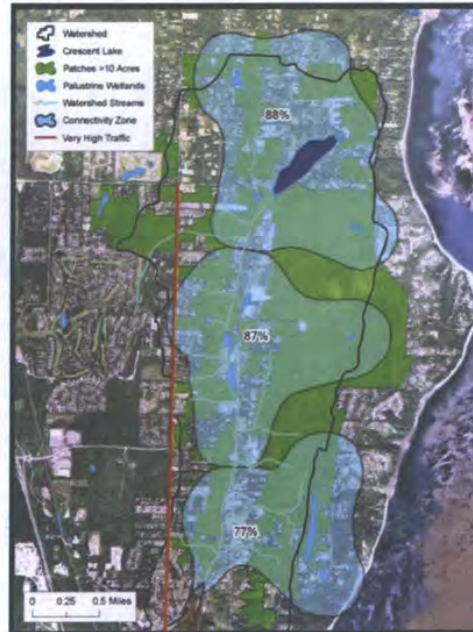 Watershed
Crescent Lake
Patches >10 Acres
Palustrine Wetlands
Watershed Streams
Connectivity Zone
Very High Traffic
88%
87%
77%
0 0.25 0.5 Miles